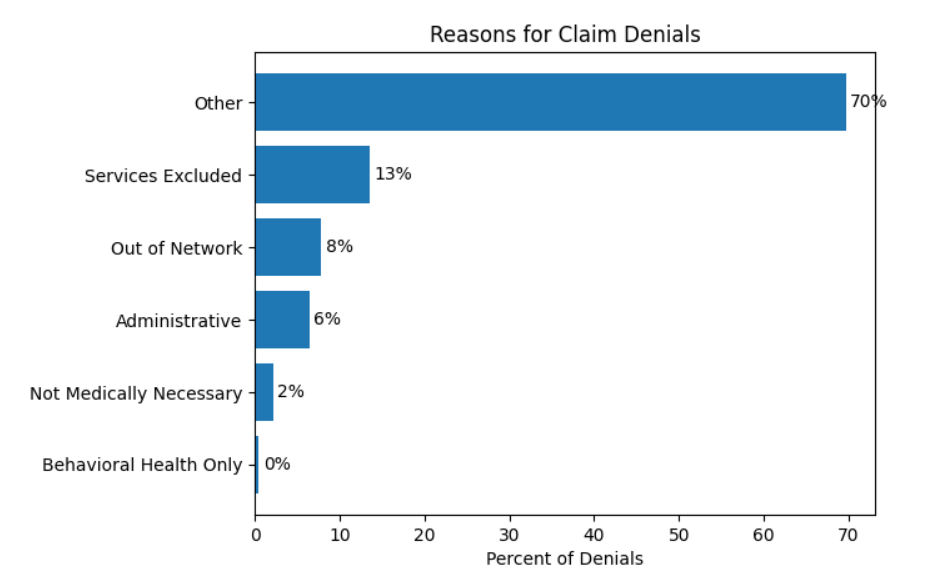 Reasons for Claim Denials
Other
70%
Services Excluded
13%
Out of Network
8%
Administrative
6%
Not Medically Necessary
2%
Behavioral Health Only
0%
0 10 20 30 40 50 60 70
Percent of Denials